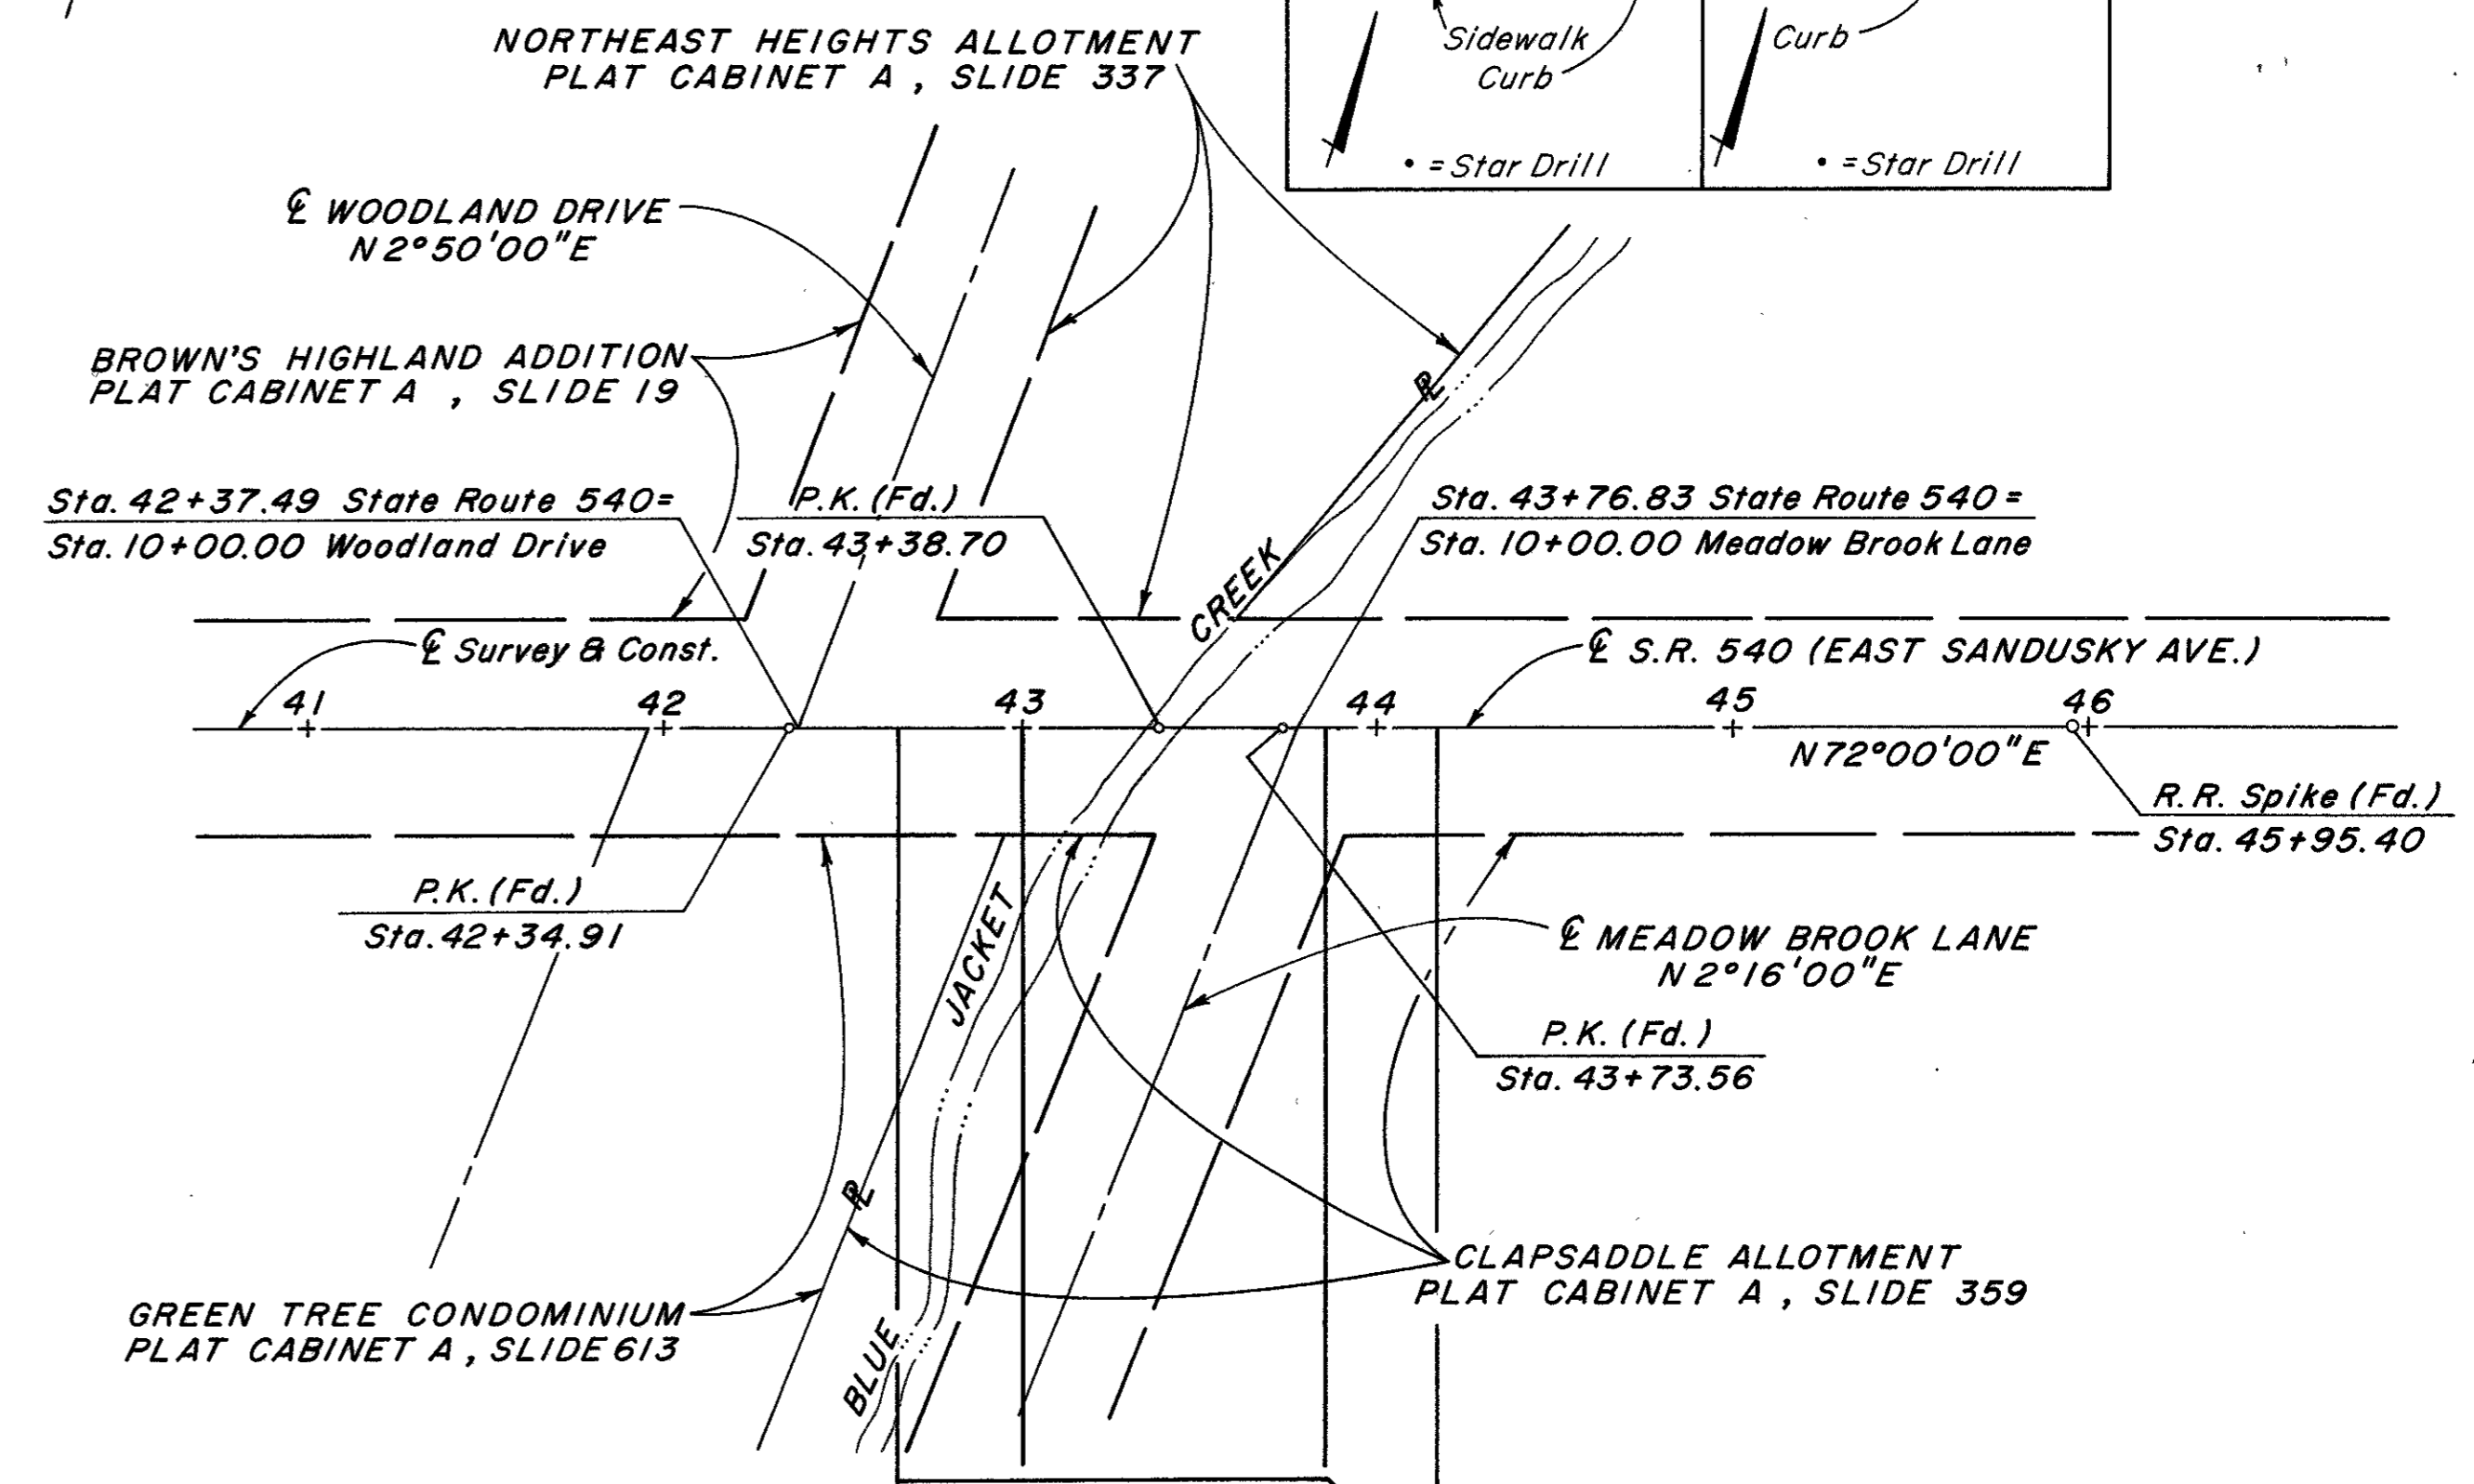 NORTHEAST HEIGHTS ALLOTMENT
PLAT CABINET A , SLIDE 337
Sidewalk
Curb
• = Star Drill
Curb
• = Star Drill
℄ WOODLAND DRIVE
N 2°50'00"E
BROWN'S HIGHLAND ADDITION
PLAT CABINET A , SLIDE 19
℄
Sta. 42+37.49 State Route 540=
Sta. 10+00.00 Woodland Drive
P.K. (Fd.)
Sta. 43+38.70
Sta. 43+76.83 State Route 540 =
Sta. 10+00.00 Meadow Brook Lane
CREEK
℄ Survey & Const.
℄ S.R. 540 (EAST SANDUSKY AVE.)
41
42
43
44
45
46
N 72°00'00"E
R.R. Spike (Fd.)
Sta. 45+95.40
P.K. (Fd.)
Sta. 42+34.91
JACKET
℄ MEADOW BROOK LANE
N 2°16'00"E
P.K. (Fd.)
Sta. 43+73.56
PL
CLAPSADDLE ALLOTMENT
PLAT CABINET A , SLIDE 359
GREEN TREE CONDOMINIUM
PLAT CABINET A , SLIDE 613
BLUE